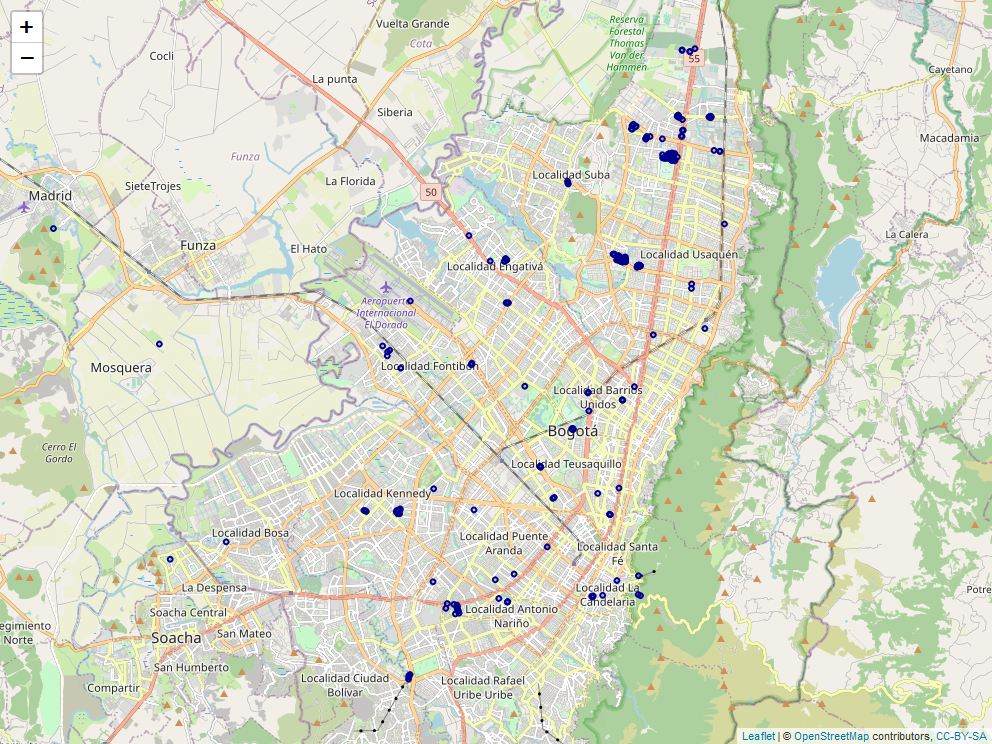 +
−
Vuelta Grande
Cota
Cocli
La punta
Siberia
Reserva
Forestal
Thomas
Van der
Hammen
55
Cayetano
Macadamia
Funza
SieteTrojes
La Florida
Localidad Suba
50
Madrid
Funza
El Hato
La Calera
Localidad Usaquén
Localidad Engativá
Aeropuerto
Internacional
El Dorado
Mosquera
Localidad Fontibón
Localidad Barrios
Unidos
Bogotá
Cerro El
Gordo
Localidad Teusaquillo
Localidad Kennedy
Localidad Bosa
Localidad Puente
Aranda
Localidad Santa
Fé
La Despensa
Localidad La
Candelaria
Potre
Soacha Central
Localidad Antonio
Nariño
egimiento
Norte
Soacha
San Mateo
San Humberto
Compartir
Localidad Ciudad
Bolívar
Localidad Rafael
Uribe Uribe
Leaflet | © OpenStreetMap contributors, CC-BY-SA